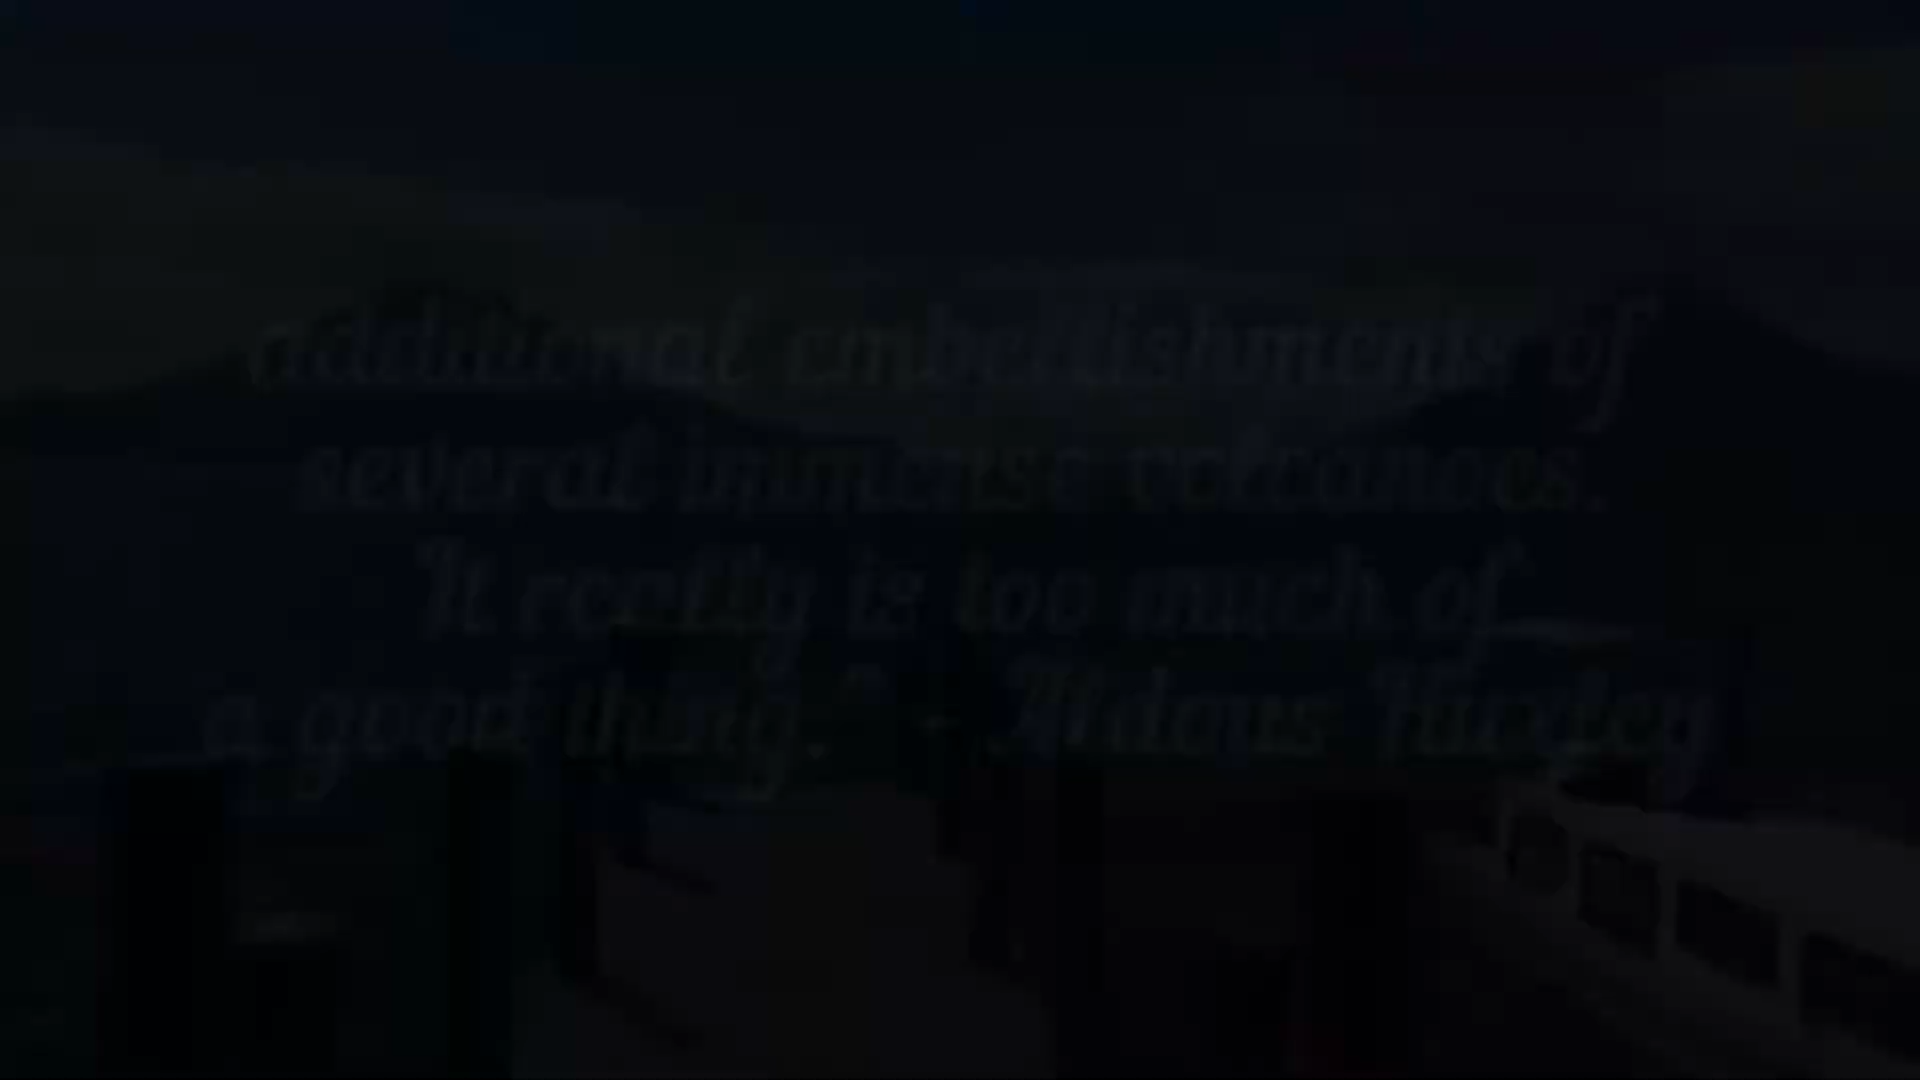 additional embellishments of
several immense volcanoes.
It really is too much of
a good thing." - Aldous Huxley